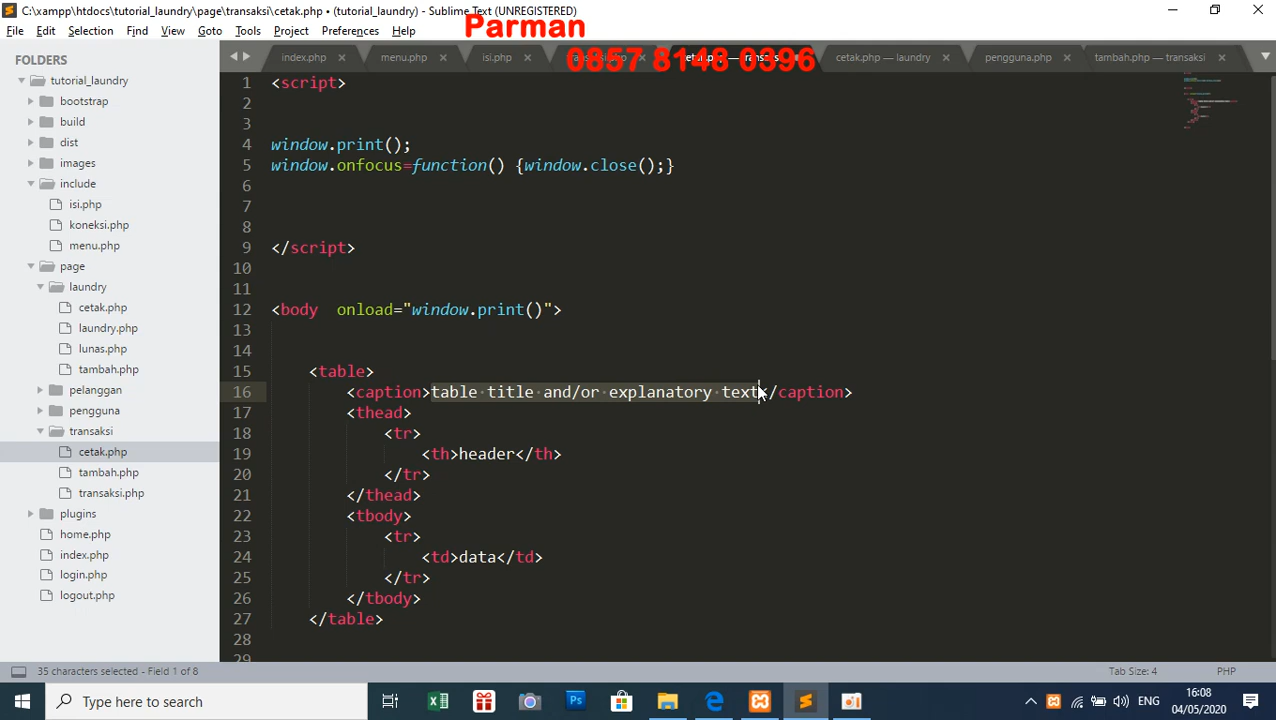 C:\xampp\htdocs\tutorial_laundry\page\transaksi\cetak.php • (tutorial_laundry) - Sublime Text (UNREGISTERED)
Parman
0857 8148 0396
File Edit Selection Find View Goto Tools Project Preferences Help
index.php menu.php isi.php cetak.php — laundry pengguna.php tambah.php — transaksi
FOLDERS
tutorial_laundry
bootstrap
build
dist
images
include
isi.php
koneksi.php
menu.php
page
laundry
cetak.php
laundry.php
lunas.php
tambah.php
pelanggan
pengguna
transaksi
cetak.php
tambah.php
transaksi.php
plugins
home.php
index.php
login.php
logout.php
1 <script>
2
3
4 window.print();
5 window.onfocus=function() {window.close();}
6
7
8
9 </script>
10
11
12 <body  onload="window.print()">
13
14
15 <table>
16 <caption>table title and/or explanatory text</caption>
17 <thead>
18 <tr>
19 <th>header</th>
20 </tr>
21 </thead>
22 <tbody>
23 <tr>
24 <td>data</td>
25 </tr>
26 </tbody>
27 </table>
28
29
35 characters selected - Field 1 of 8 Tab Size: 4 PHP
Type here to search
ENG
16:08
04/05/2020